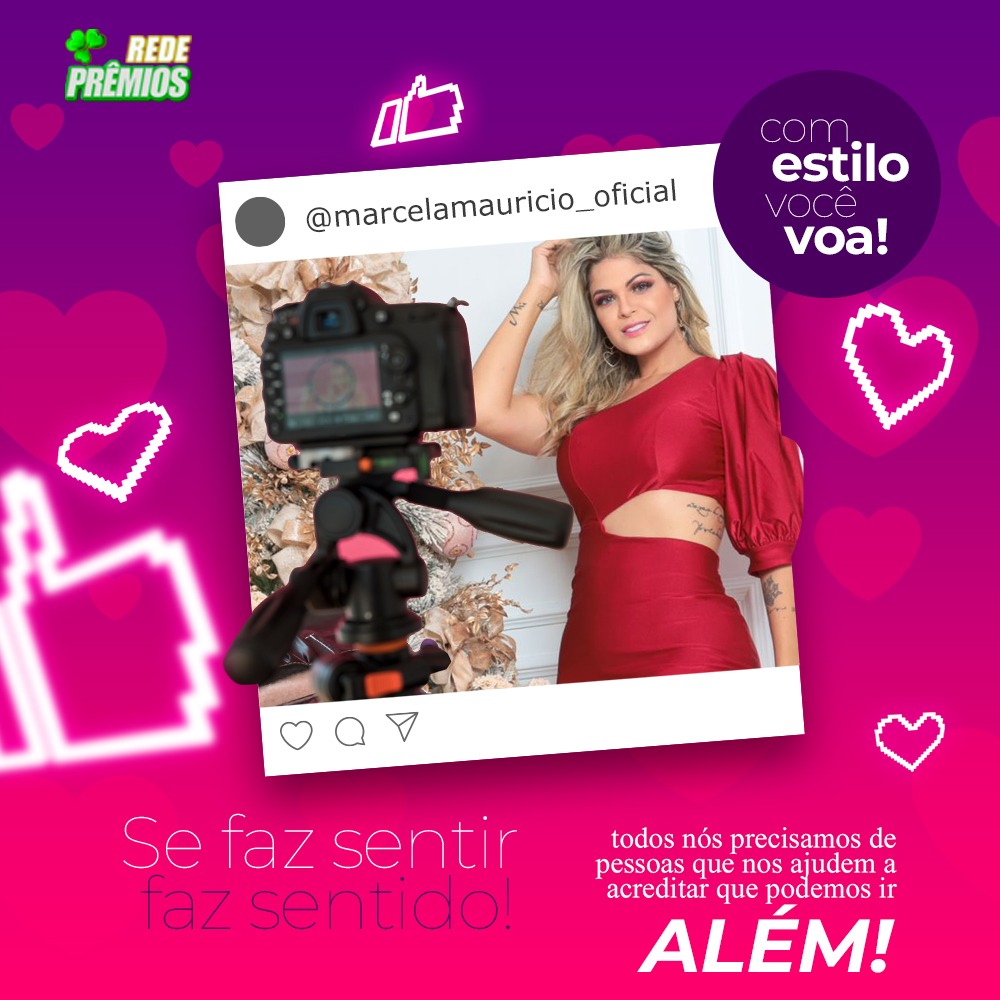 REDE
PRÊMIOS
com
estilo
você
voa!
@marcelamauricio_oficial
Se faz sentir
faz sentido!
todos nós precisamos de
pessoas que nos ajudem a
acreditar que podemos ir
ALÉM!